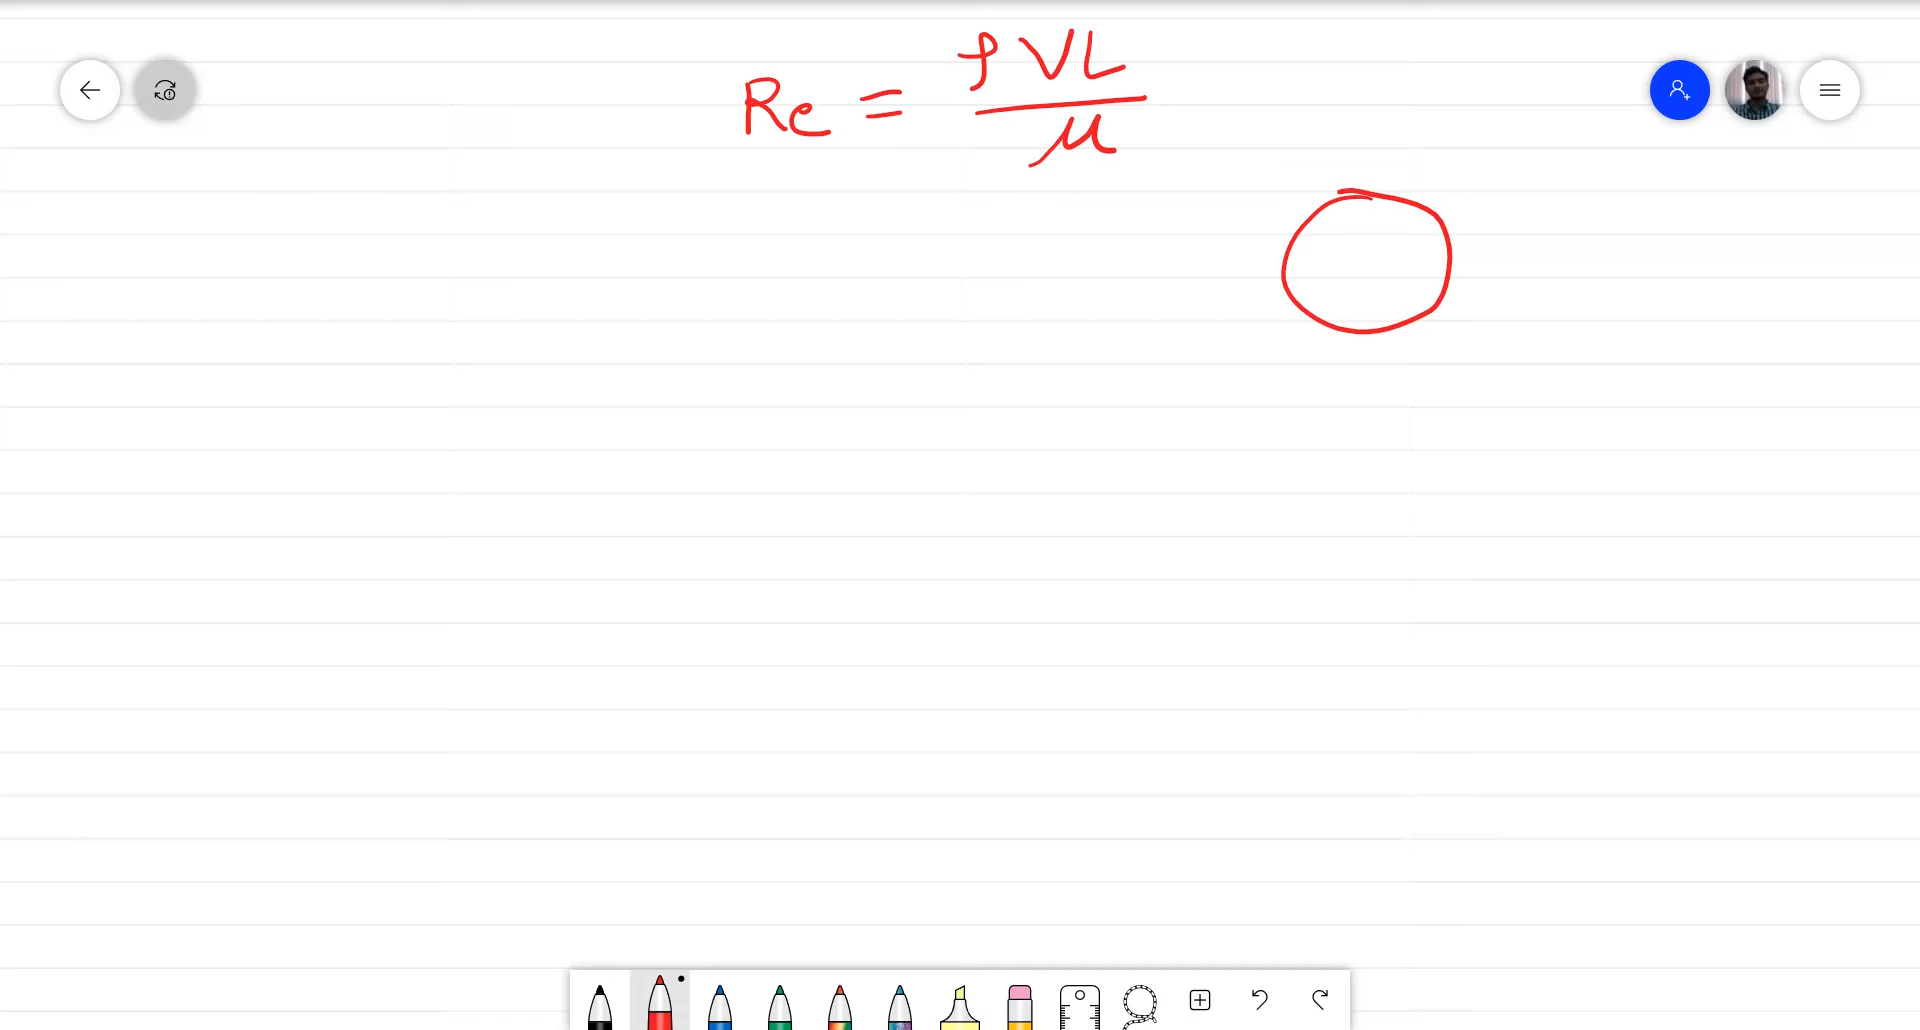 Re = ρVL / μ